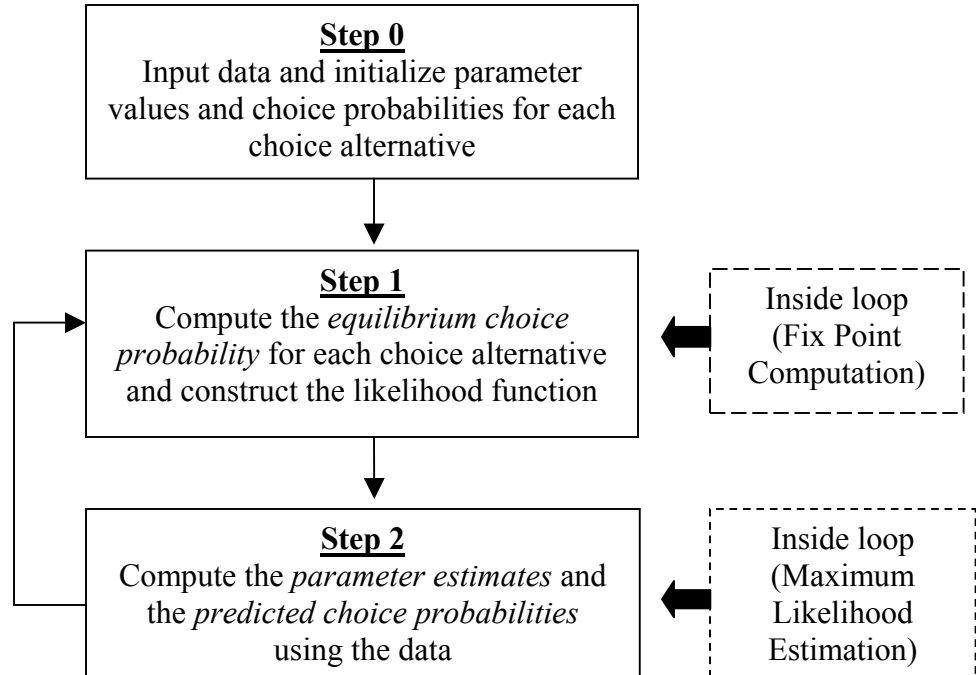 Step 0
Input data and initialize parameter
values and choice probabilities for each
choice alternative
Step 1
Compute the equilibrium choice
probability for each choice alternative
and construct the likelihood function
Inside loop
(Fix Point
Computation)
Step 2
Compute the parameter estimates and
the predicted choice probabilities
using the data
Inside loop
(Maximum
Likelihood
Estimation)